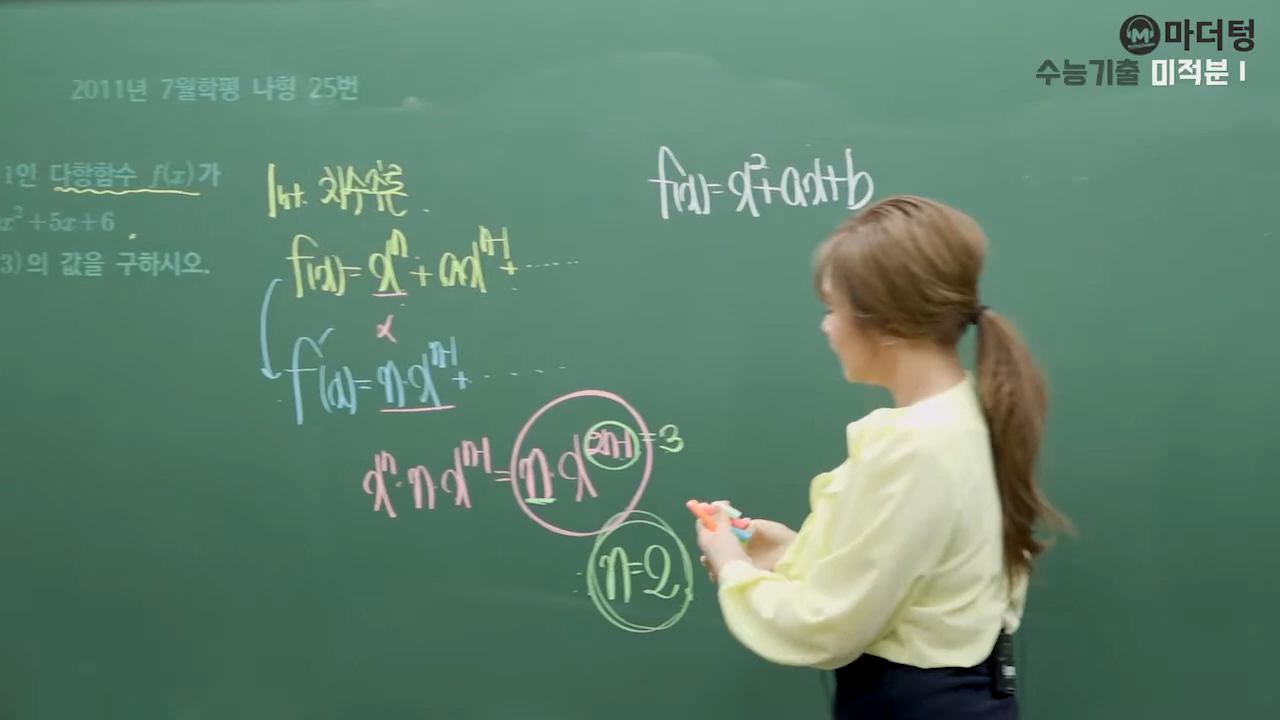 마더텅
수능기출 미적분 I
2011년 7월학평 나형 25번
1인 다항함수 f(x)가
x²+5x+6
3)의 값을 구하시오.
1st 차수추론.
f(x)=xⁿ+axⁿ⁻¹+······
×
f'(x)=n·xⁿ⁻¹+·····
xⁿ·n·xⁿ⁻¹=n·x²ⁿ⁻¹=3
n=2
f(x)=x²+ax+b